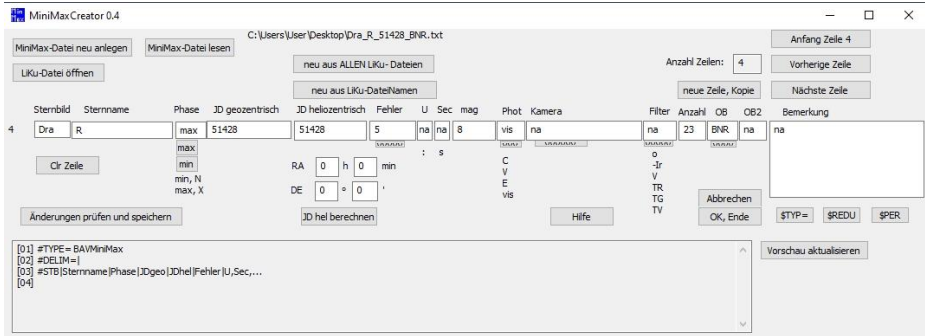 MiniMaxCreator 0.4
C:\Users\User\Desktop\Dra_R_51428_BNR.txt
MiniMax-Datei neu anlegen MiniMax-Datei lesen
Anfang Zeile 4
neu aus ALLEN LiKu- Dateien
Anzahl Zeilen: 4
Vorherige Zeile
LiKu-Datei öffnen
neu aus LiKu-DateiNamen
neue Zeile, Kopie
Nächste Zeile
Sternbild Sternname Phase JD geozentrisch JD heliozentrisch Fehler U Sec mag Phot Kamera Filter Anzahl OB OB2 Bemerkung
4 Dra R max 51428 51428 5 na na 8 vis na na 23 BNR na na
max
: s
o
Clr Zeile
min
RA 0 h 0 min
C
-Ir
min, N
V
V
max, X
DE 0 ° 0 '
E
TR
vis
TG
Abbrechen
TV
Änderungen prüfen und speichern
JD hel berechnen
Hilfe
OK, Ende
$TYP= $REDU $PER
[01] #TYPE=BAVMiniMax
Vorschau aktualisieren
[02] #DELIM=|
[03] #STB|Sternname|Phase|JDgeo|JDhel|Fehler|U,Sec,...
[04]